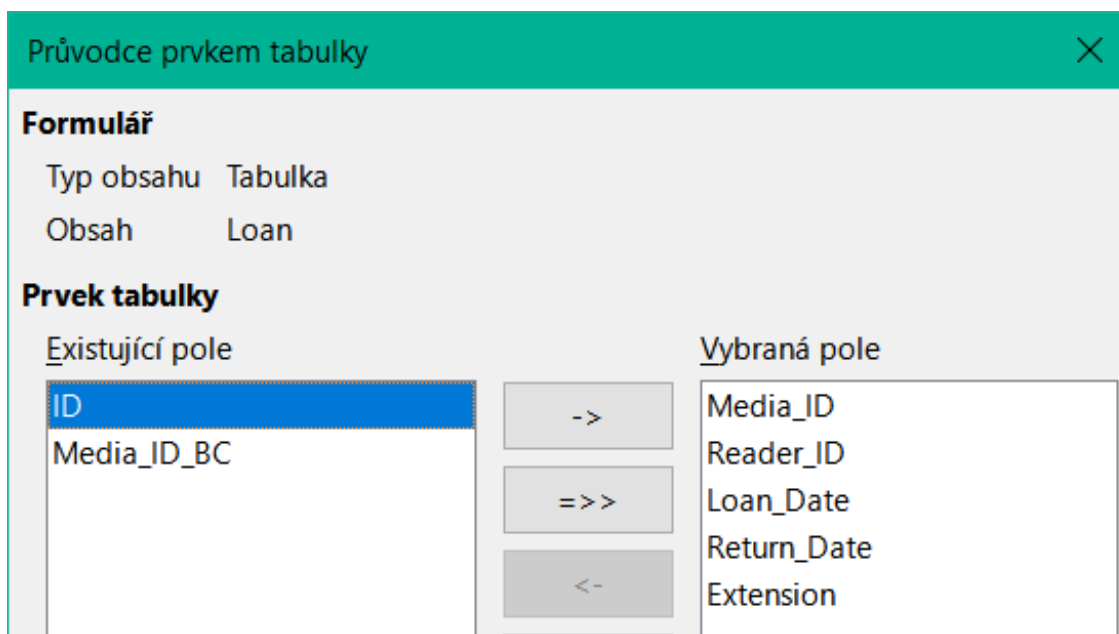 Průvodce prvkem tabulky
Formulář
Typ obsahu Tabulka
Obsah Loan
Prvek tabulky
Existující pole
Vybraná pole
ID
Media_ID_BC
->
=>>
<-
Media_ID
Reader_ID
Loan_Date
Return_Date
Extension